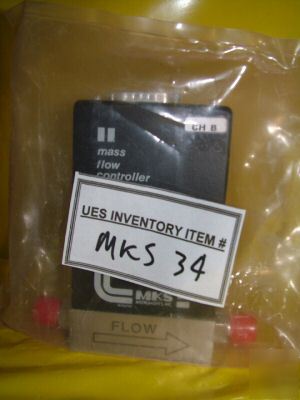 CH B
mass
flow
controller
UES INVENTORY ITEM #
MKS 34
MKS
FLOW